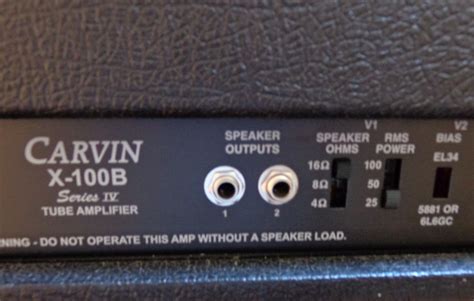 CARVIN
X-100B
Series IV
TUBE AMPLIFIER
SPEAKER
OUTPUTS
1 2
V1
SPEAKER
OHMS
16Ω
8Ω
4Ω
RMS
POWER
100
50
25
V2
BIAS
EL34
5881 OR
6L6GC
NING - DO NOT OPERATE THIS AMP WITHOUT A SPEAKER LOAD.